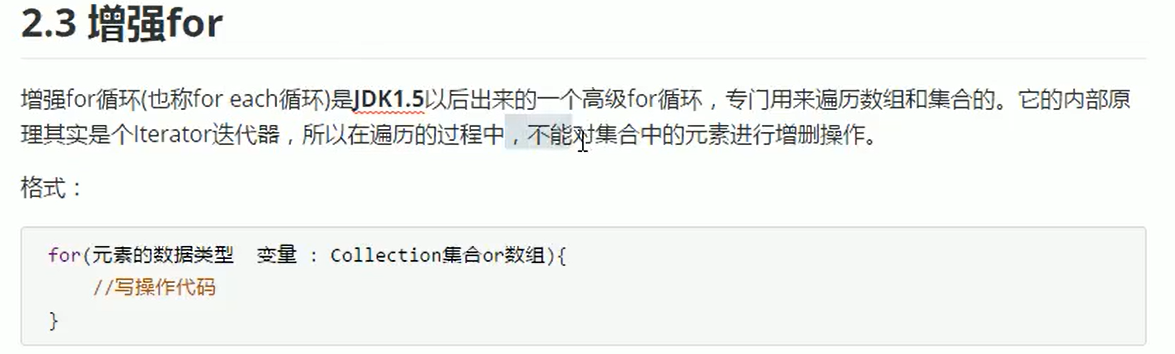 2.3 增强for
增强for循环(也称for each循环)是JDK1.5以后出来的一个高级for循环，专门用来遍历数组和集合的。它的内部原
理其实是个Iterator迭代器，所以在遍历的过程中，不能对集合中的元素进行增删操作。
格式：
for(元素的数据类型  变量 : Collection集合or数组){
    //写操作代码
}